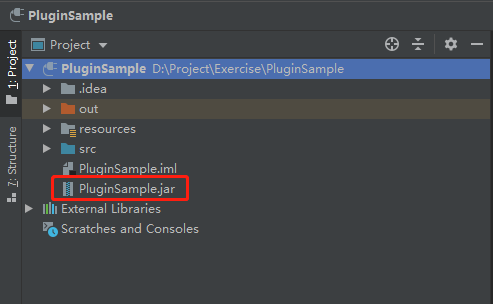 PluginSample
Project
PluginSample D:\Project\Exercise\PluginSample
.idea
out
resources
src
PluginSample.iml
PluginSample.jar
External Libraries
Scratches and Consoles
1: Project
7: Structure